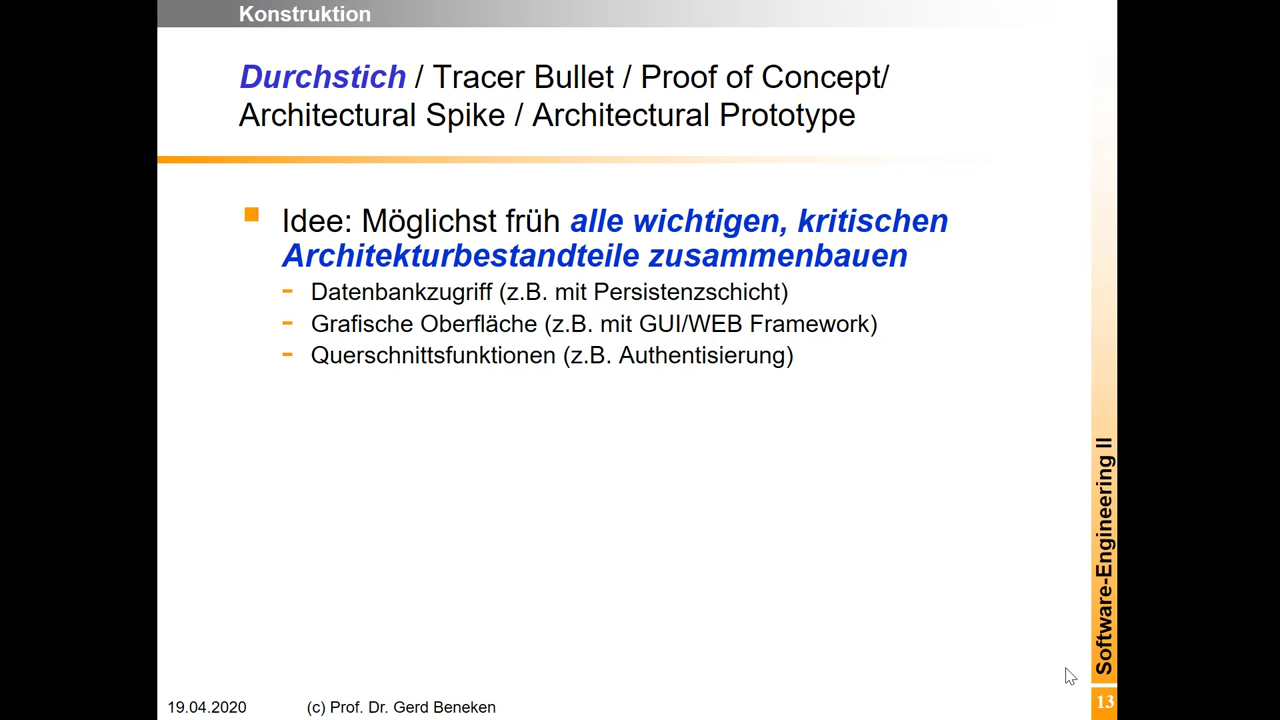 Konstruktion
Durchstich / Tracer Bullet / Proof of Concept/
Architectural Spike / Architectural Prototype
Idee: Möglichst früh alle wichtigen, kritischen
Architekturbestandteile zusammenbauen
- Datenbankzugriff (z.B. mit Persistenzschicht)
- Grafische Oberfläche (z.B. mit GUI/WEB Framework)
- Querschnittsfunktionen (z.B. Authentisierung)
Software-Engineering II
19.04.2020
(c) Prof. Dr. Gerd Beneken
13